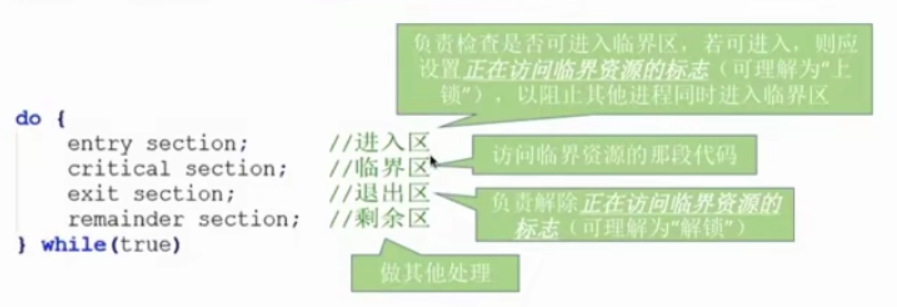 负责检查是否可进入临界区，若可进入，则应
设置正在访问临界资源的标志（可理解为“上
锁”），以阻止其他进程同时进入临界区
do {
entry section; //进入区
critical section; //临界区
exit section; //退出区
remainder section; //剩余区
} while(true)
访问临界资源的那段代码
负责解除正在访问临界资源的
标志（可理解为“解锁”）
做其他处理